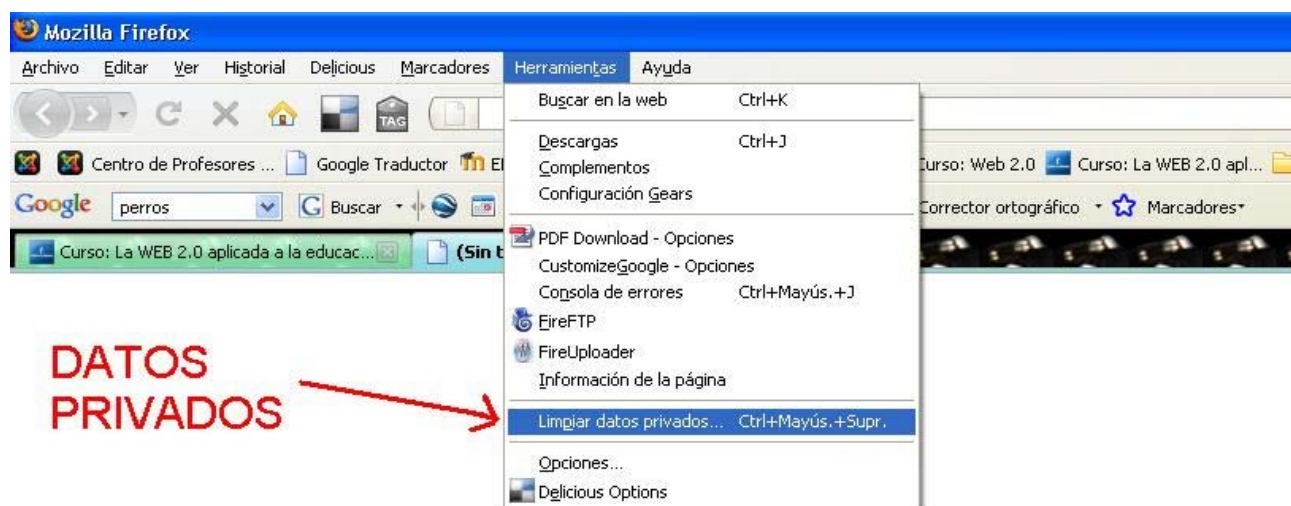 Mozilla Firefox
Archivo Editar Ver Historial Delicious Marcadores Herramientas Ayuda
TAG
Centro de Profesores ... Google Traductor
Curso: Web 2.0 Curso: La WEB 2.0 apl...
Google perros G Buscar
Corrector ortográfico Marcadores
Curso: La WEB 2.0 aplicada a la educac... (Sin
Buscar en la web Ctrl+K
Descargas Ctrl+J
Complementos
Configuración Gears
PDF Download - Opciones
CustomizeGoogle - Opciones
Consola de errores Ctrl+Mayús.+J
FireFTP
FireUploader
Información de la página
Limpiar datos privados... Ctrl+Mayús.+Supr.
Opciones...
Delicious Options
DATOS
PRIVADOS